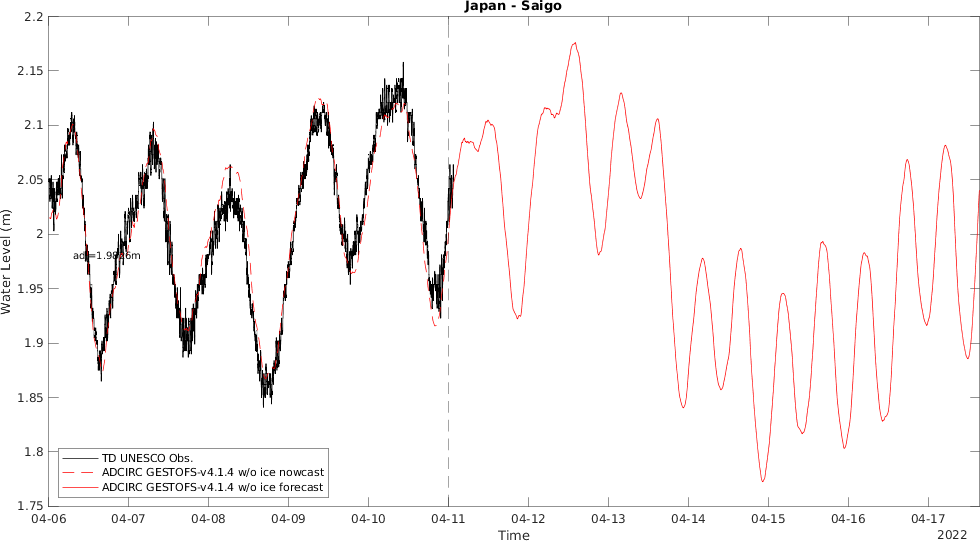 Japan - Saigo
2.2
2.15
2.1
2.05
2
1.95
1.9
1.85
1.8
1.75
Water Level (m)
TD UNESCO Obs.
ADCIRC GESTOFS-v4.1.4 w/o ice nowcast
ADCIRC GESTOFS-v4.1.4 w/o ice forecast
04-06 04-07 04-08 04-09 04-10 04-11 04-12 04-13 04-14 04-15 04-16 04-17
Time
2022